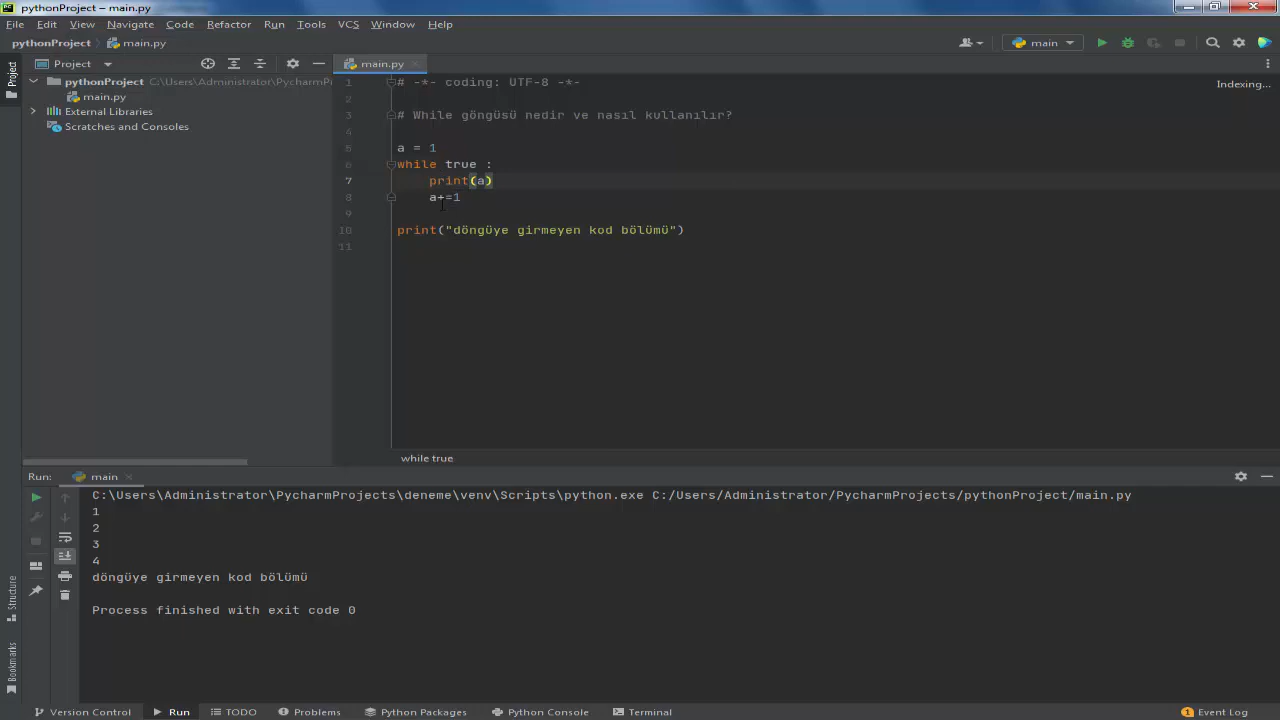 pythonProject – main.py
File Edit View Navigate Code Refactor Run Tools VCS Window Help
pythonProject main.py main
Project main.py
pythonProject C:\Users\Administrator\PycharmPr
main.py
External Libraries
Scratches and Consoles
Project
Indexing...
1 # -*- coding: UTF-8 -*-
2
3 # While göngüsü nedir ve nasıl kullanılır?
4
5 a = 1
6 while true :
7 print(a)
8 a+=1
9
10 print("döngüye girmeyen kod bölümü")
11
while true
Run: main
C:\Users\Administrator\PycharmProjects\deneme\venv\Scripts\python.exe C:/Users/Administrator/PycharmProjects/pythonProject/main.py
1
2
3
4
döngüye girmeyen kod bölümü
Process finished with exit code 0
Structure
Bookmarks
Version Control Run TODO Problems Python Packages Python Console Terminal 1 Event Log